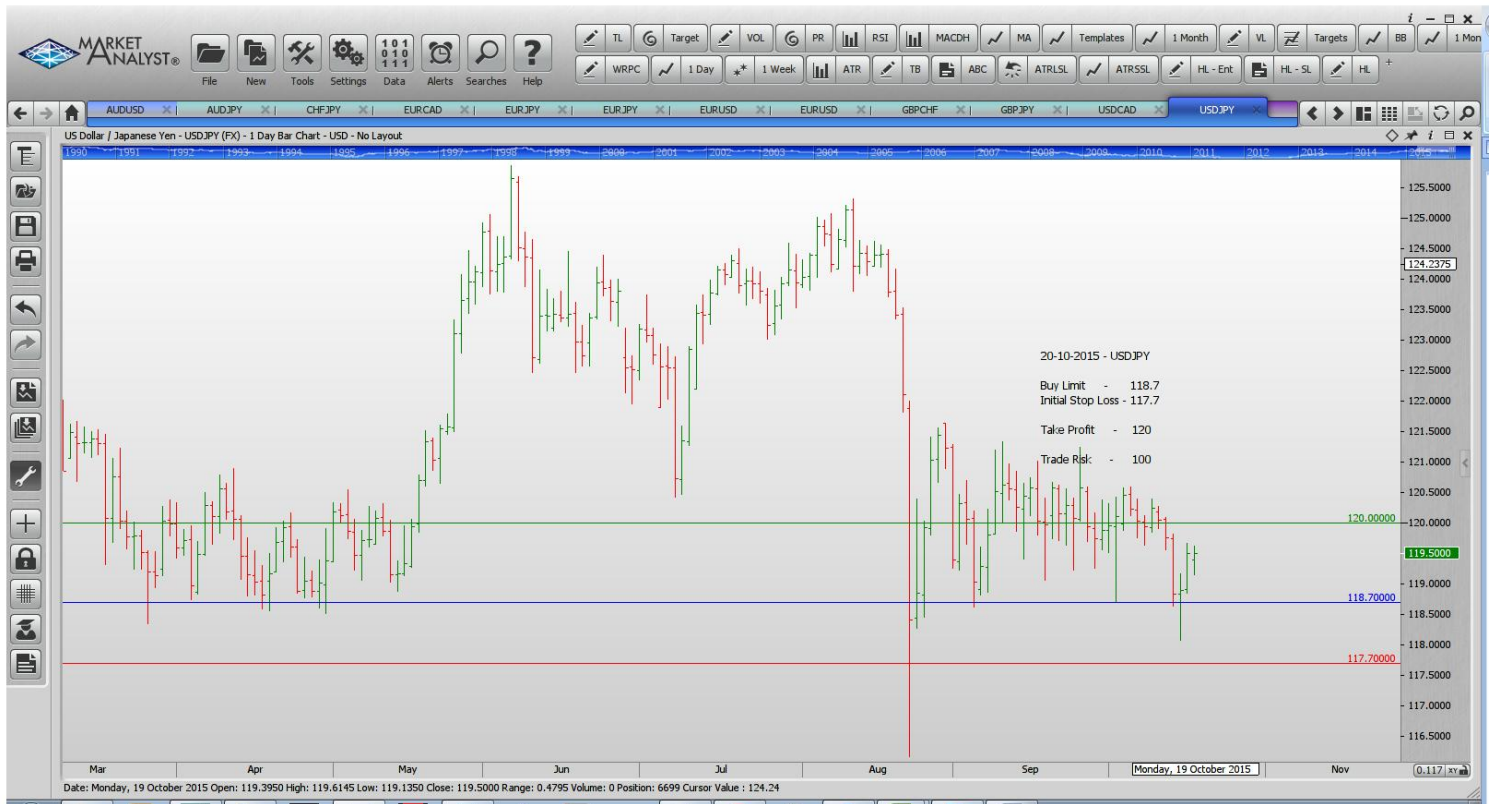 i
MARKET ANALYST®
File New Tools Settings Data Alerts Searches Help
TL Target VOL PR RSI MACDH MA Templates 1 Month VL Targets BB 1 Mon
WRPC 1 Day 1 Week ATR TB ABC ATRLSL ATRSSL HL - Ent HL - SL HL +
AUDUSD AUDJPY CHFJPY EURCAD EURJPY EURJPY EURUSD EURUSD GBPCHF GBPJPY USDCAD USDJPY
US Dollar / Japanese Yen - USDJPY (FX) - 1 Day Bar Chart - USD - No Layout
1990 1991 1992 1993 1994 1995 1996 1997 1998 1999 2000 2001 2002 2003 2004 2005 2006 2007 2008 2009 2010 2011 2012 2013 2014 2015
125.5000
125.0000
124.5000
124.2375
124.0000
123.5000
123.0000
20-10-2015 - USDJPY
122.5000
Buy Limit - 118.7
Initial Stop Loss - 117.7
122.0000
Take Profit - 120
121.5000
Trade Risk - 100
121.0000
120.5000
120.00000
120.0000
119.5000
119.0000
118.70000
118.5000
118.0000
117.70000
117.5000
117.0000
116.5000
Mar Apr May Jun Jul Aug Sep Monday, 19 October 2015 Nov 0.117 XY
Date: Monday, 19 October 2015 Open: 119.3950 High: 119.6145 Low: 119.1350 Close: 119.5000 Range: 0.4795 Volume: 0 Position: 6699 Cursor Value : 124.24